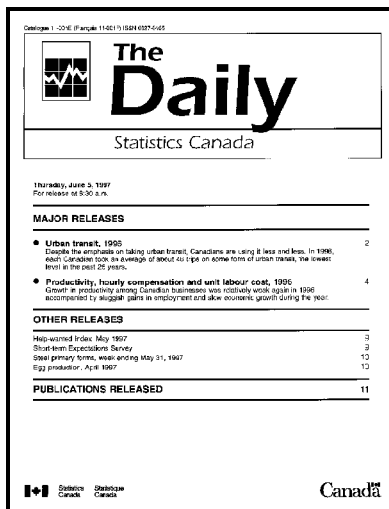 Catalogue 11-001E (Français 11-001F) ISSN 0827-0465
The
Daily
Statistics Canada
Thursday, June 5, 1997
For release at 8:30 a.m.
MAJOR RELEASES
● Urban transit, 1996 2
Despite the emphasis on taking urban transit, Canadians are using it less and less. In 1996,
each Canadian took an average of about 48 trips on some form of urban transit, the lowest
level in the past 25 years.
● Productivity, hourly compensation and unit labour cost, 1996 4
Growth in productivity among Canadian businesses was relatively weak again in 1996
accompanied by sluggish gains in employment and slow economic growth during the year.
OTHER RELEASES
Help-wanted Index May 1997 9
Short-term Expectations Survey 9
Steel primary forms, week ending May 31, 1997 10
Egg production, April 1997 10
PUBLICATIONS RELEASED 11
Statistics Statistique
Canada Canada
Canada